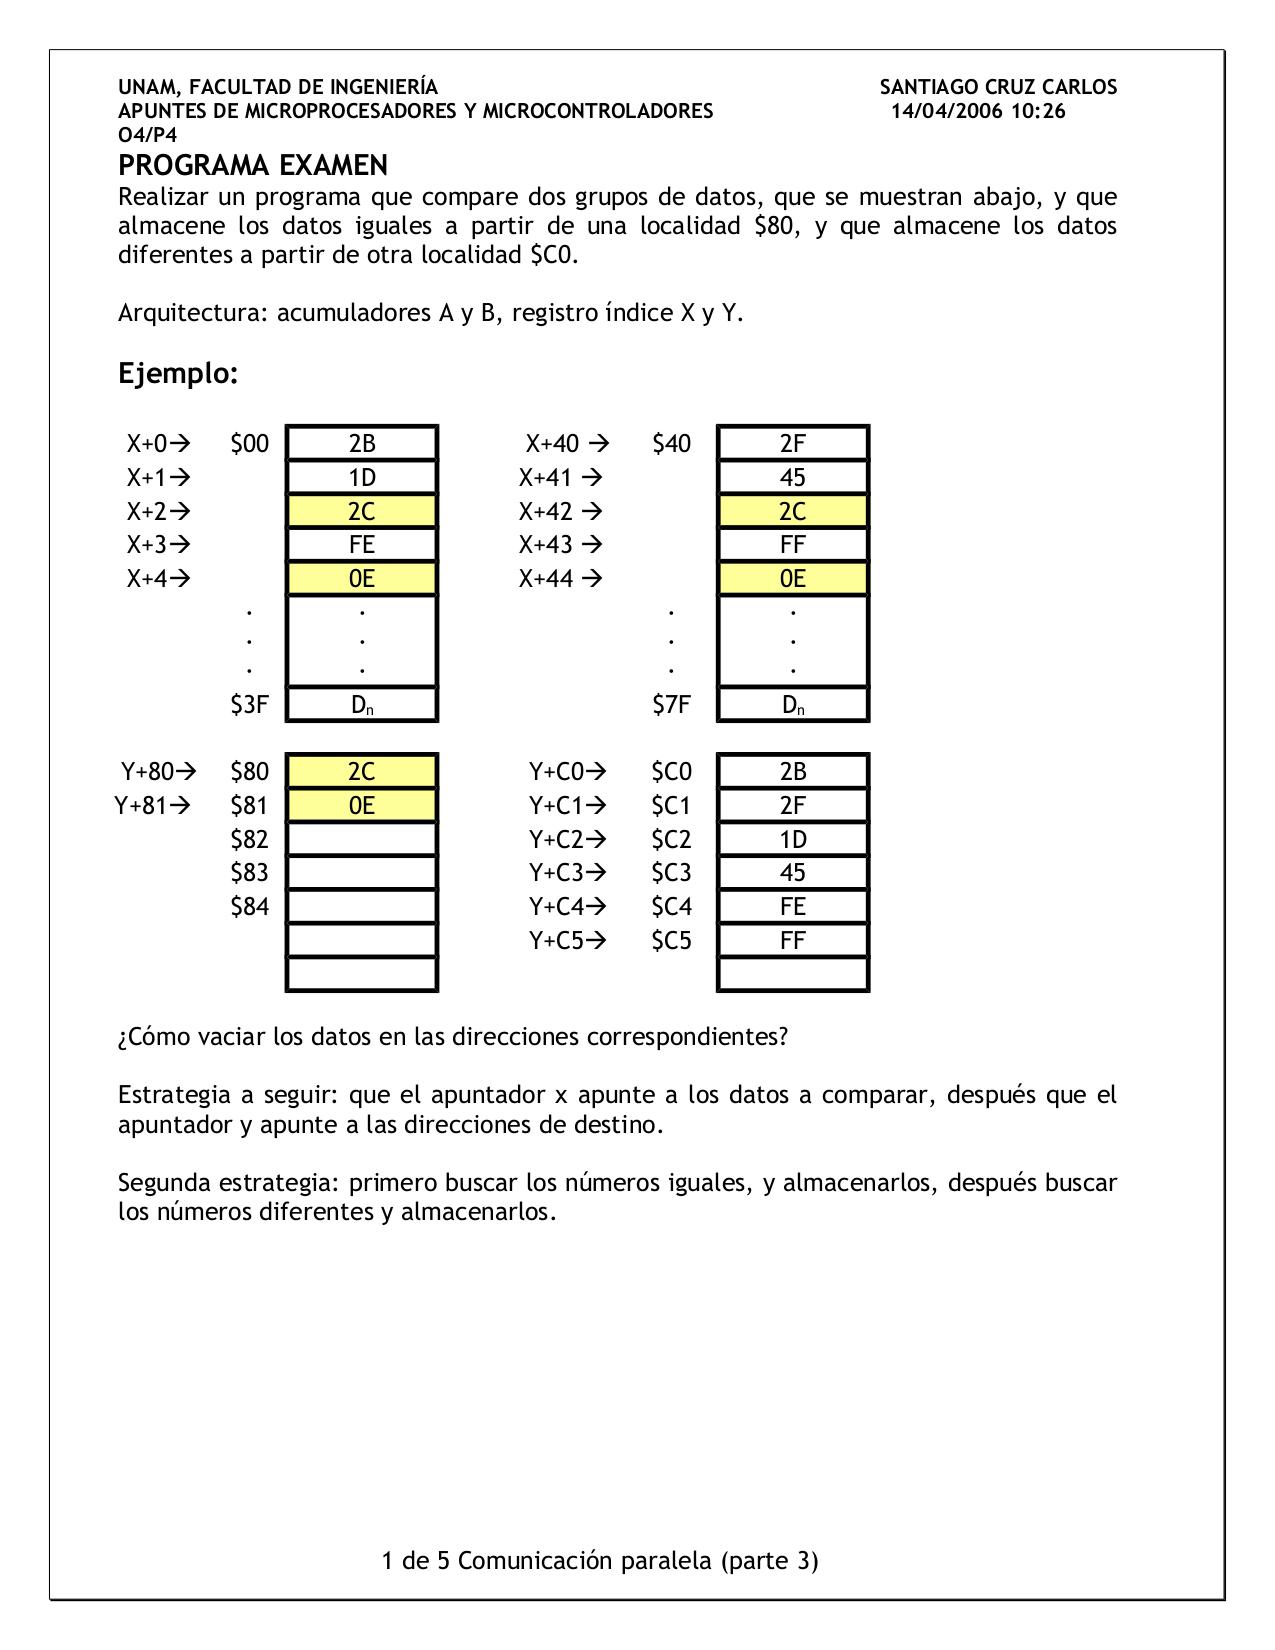 UNAM, FACULTAD DE INGENIERÍA SANTIAGO CRUZ CARLOS
APUNTES DE MICROPROCESADORES Y MICROCONTROLADORES 14/04/2006 10:26
O4/P4
PROGRAMA EXAMEN
Realizar un programa que compare dos grupos de datos, que se muestran abajo, y que
almacene los datos iguales a partir de una localidad $80, y que almacene los datos
diferentes a partir de otra localidad $C0.
Arquitectura: acumuladores A y B, registro índice X y Y.
Ejemplo:
X+0→ $00 2B X+40 → $40 2F
X+1→ 1D X+41 → 45
X+2→ 2C X+42 → 2C
X+3→ FE X+43 → FF
X+4→ 0E X+44 → 0E
. . . .
. . . .
. . . .
$3F Dn $7F Dn
Y+80→ $80 2C Y+C0→ $C0 2B
Y+81→ $81 0E Y+C1→ $C1 2F
$82 Y+C2→ $C2 1D
$83 Y+C3→ $C3 45
$84 Y+C4→ $C4 FE
Y+C5→ $C5 FF
¿Cómo vaciar los datos en las direcciones correspondientes?
Estrategia a seguir: que el apuntador x apunte a los datos a comparar, después que el
apuntador y apunte a las direcciones de destino.
Segunda estrategia: primero buscar los números iguales, y almacenarlos, después buscar
los números diferentes y almacenarlos.
1 de 5 Comunicación paralela (parte 3)